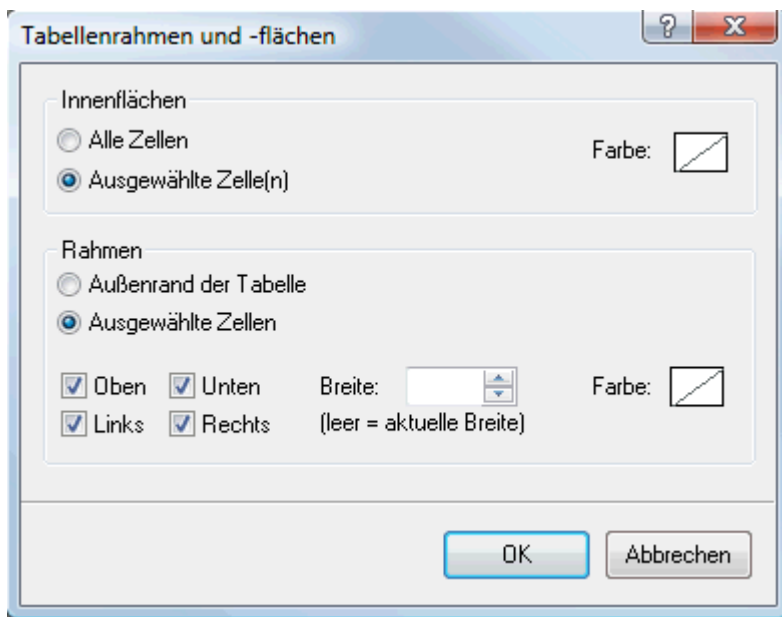 Tabellenrahmen und -flächen
Innenflächen
Alle Zellen
Farbe:
Ausgewählte Zelle(n)
Rahmen
Außenrand der Tabelle
Ausgewählte Zellen
Oben Unten Breite: Farbe:
Links Rechts (leer = aktuelle Breite)
OK Abbrechen